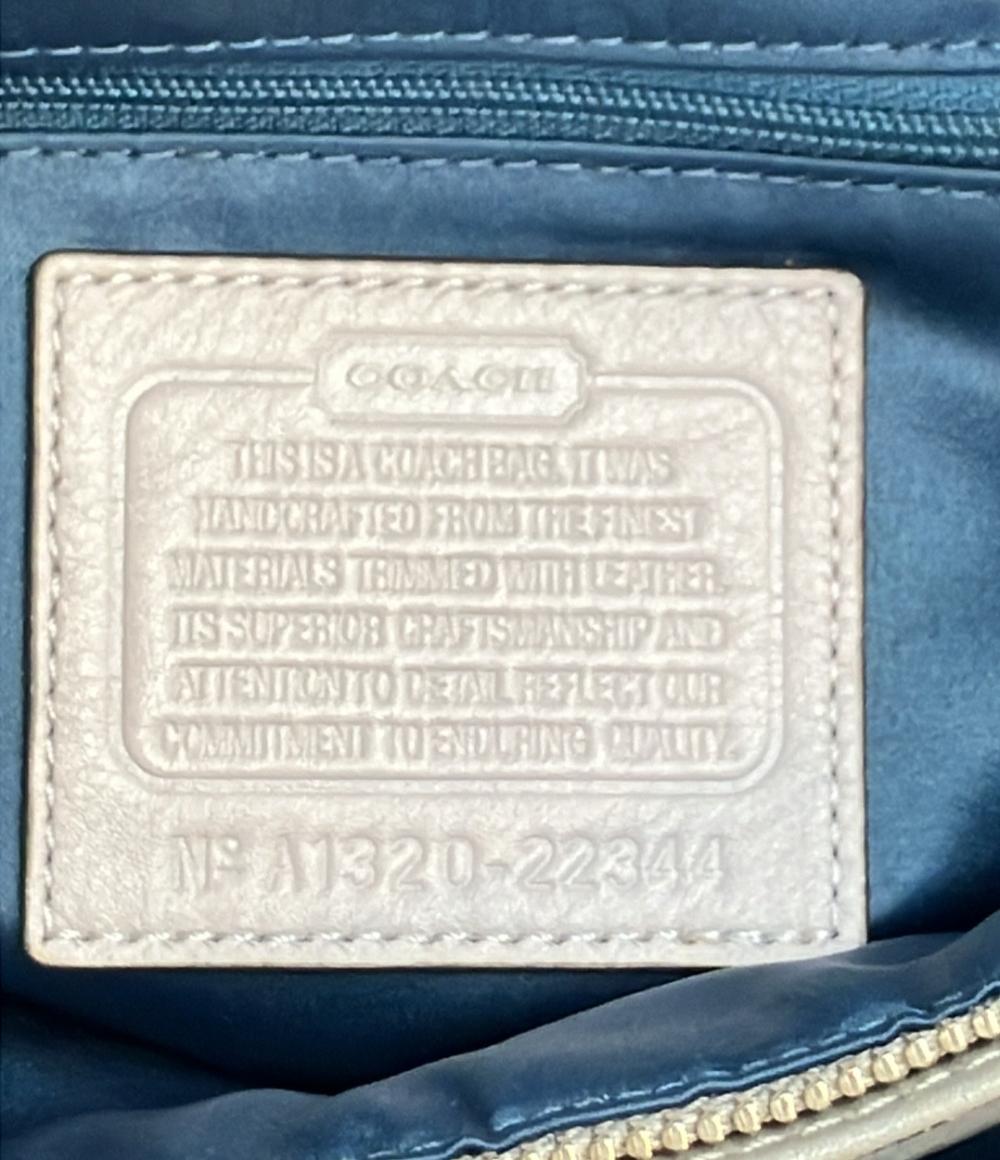 COACH
THIS IS A COACH BAG. IT WAS
HANDCRAFTED FROM THE FINEST
MATERIALS TRIMMED WITH LEATHER.
ITS SUPERIOR CRAFTSMANSHIP AND
ATTENTION TO DETAIL REFLECT OUR
COMMITMENT TO ENDURING QUALITY.
Nº A1320-22344